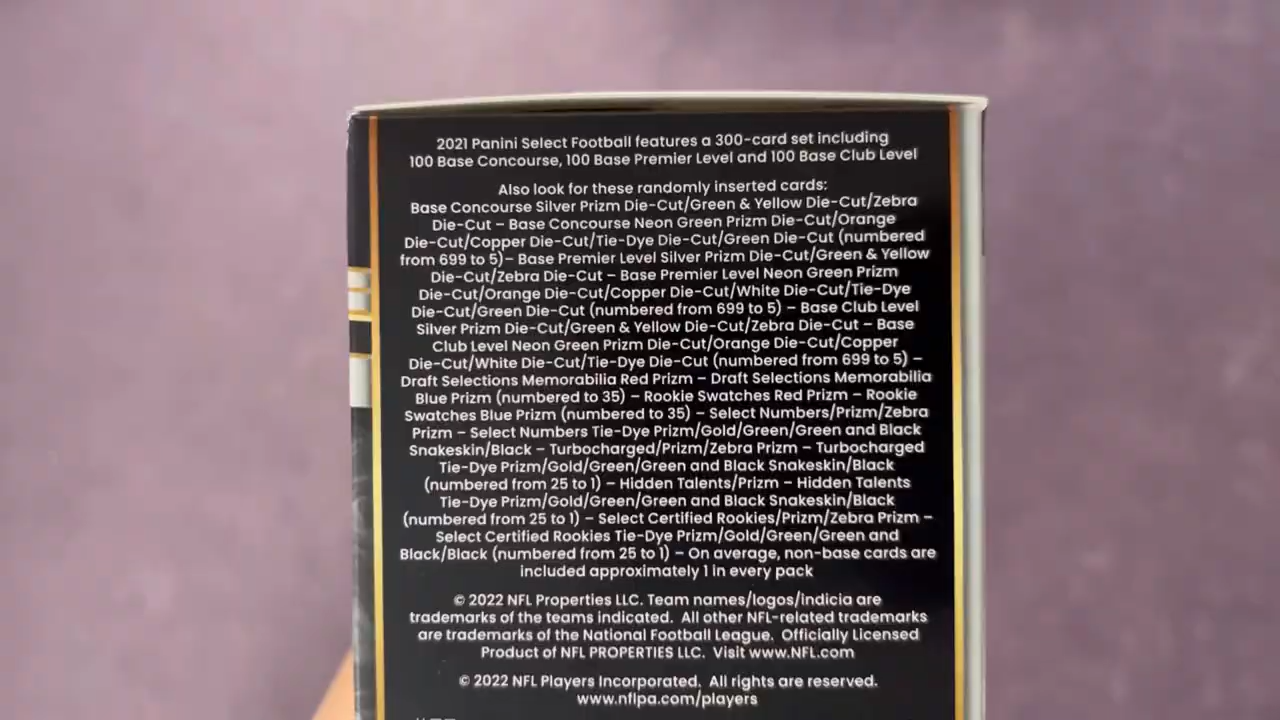 2021 Panini Select Football features a 300-card set including
100 Base Concourse, 100 Base Premier Level and 100 Base Club Level
Also look for these randomly inserted cards:
Base Concourse Silver Prizm Die-Cut/Green & Yellow Die-Cut/Zebra
Die-Cut – Base Concourse Neon Green Prizm Die-Cut/Orange
Die-Cut/Copper Die-Cut/Tie-Dye Die-Cut/Green Die-Cut (numbered
from 699 to 5)– Base Premier Level Silver Prizm Die-Cut/Green & Yellow
Die-Cut/Zebra Die-Cut – Base Premier Level Neon Green Prizm
Die-Cut/Orange Die-Cut/Copper Die-Cut/White Die-Cut/Tie-Dye
Die-Cut/Green Die-Cut (numbered from 699 to 5) – Base Club Level
Silver Prizm Die-Cut/Green & Yellow Die-Cut/Zebra Die-Cut – Base
Club Level Neon Green Prizm Die-Cut/Orange Die-Cut/Copper
Die-Cut/White Die-Cut/Tie-Dye Die-Cut (numbered from 699 to 5) –
Draft Selections Memorabilia Red Prizm – Draft Selections Memorabilia
Blue Prizm (numbered to 35) – Rookie Swatches Red Prizm – Rookie
Swatches Blue Prizm (numbered to 35) – Select Numbers/Prizm/Zebra
Prizm – Select Numbers Tie-Dye Prizm/Gold/Green/Green and Black
Snakeskin/Black – Turbocharged/Prizm/Zebra Prizm – Turbocharged
Tie-Dye Prizm/Gold/Green/Green and Black Snakeskin/Black
(numbered from 25 to 1) – Hidden Talents/Prizm – Hidden Talents
Tie-Dye Prizm/Gold/Green/Green and Black Snakeskin/Black
(numbered from 25 to 1) – Select Certified Rookies/Prizm/Zebra Prizm –
Select Certified Rookies Tie-Dye Prizm/Gold/Green/Green and
Black/Black (numbered from 25 to 1) – On average, non-base cards are
included approximately 1 in every pack
© 2022 NFL Properties LLC. Team names/logos/indicia are
trademarks of the teams indicated. All other NFL-related trademarks
are trademarks of the National Football League. Officially Licensed
Product of NFL PROPERTIES LLC. Visit www.NFL.com
© 2022 NFL Players Incorporated. All rights are reserved.
www.nflpa.com/players